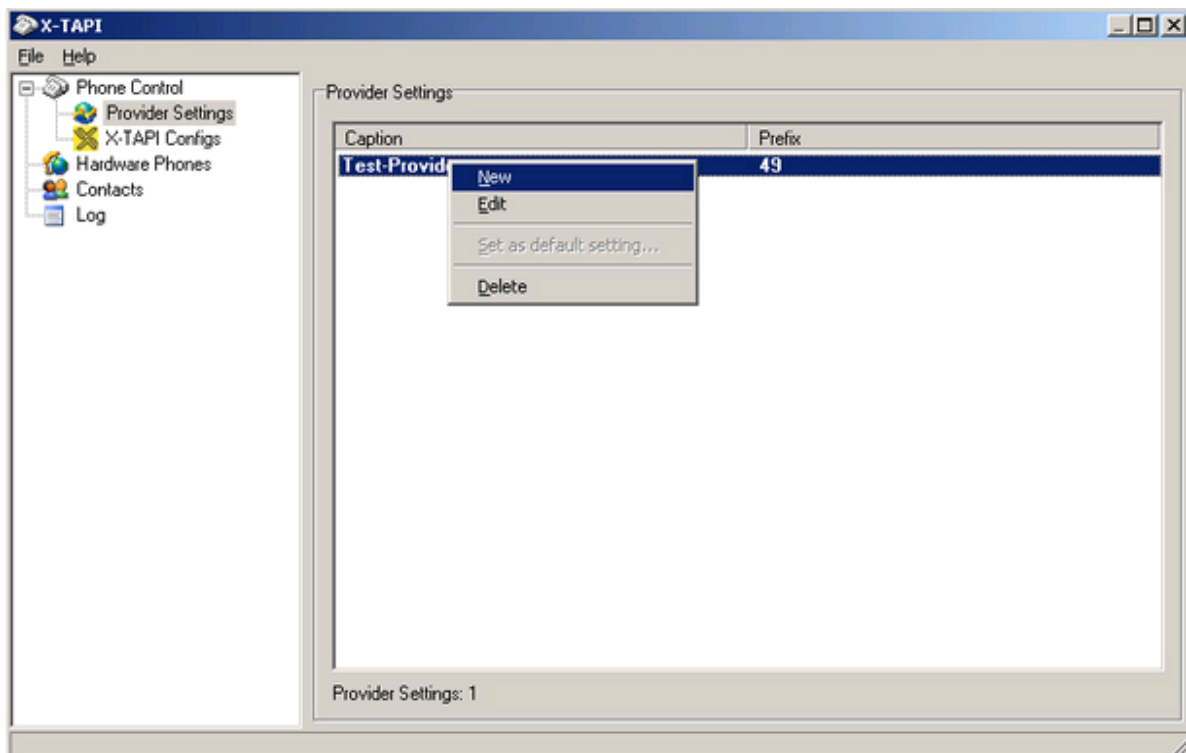 X-TAPI
File Help
Phone Control
Provider Settings
X-TAPI Configs
Hardware Phones
Contacts
Log
Provider Settings
Caption Prefix
Test-Provid 49
New
Edit
Set as default setting...
Delete
Provider Settings: 1